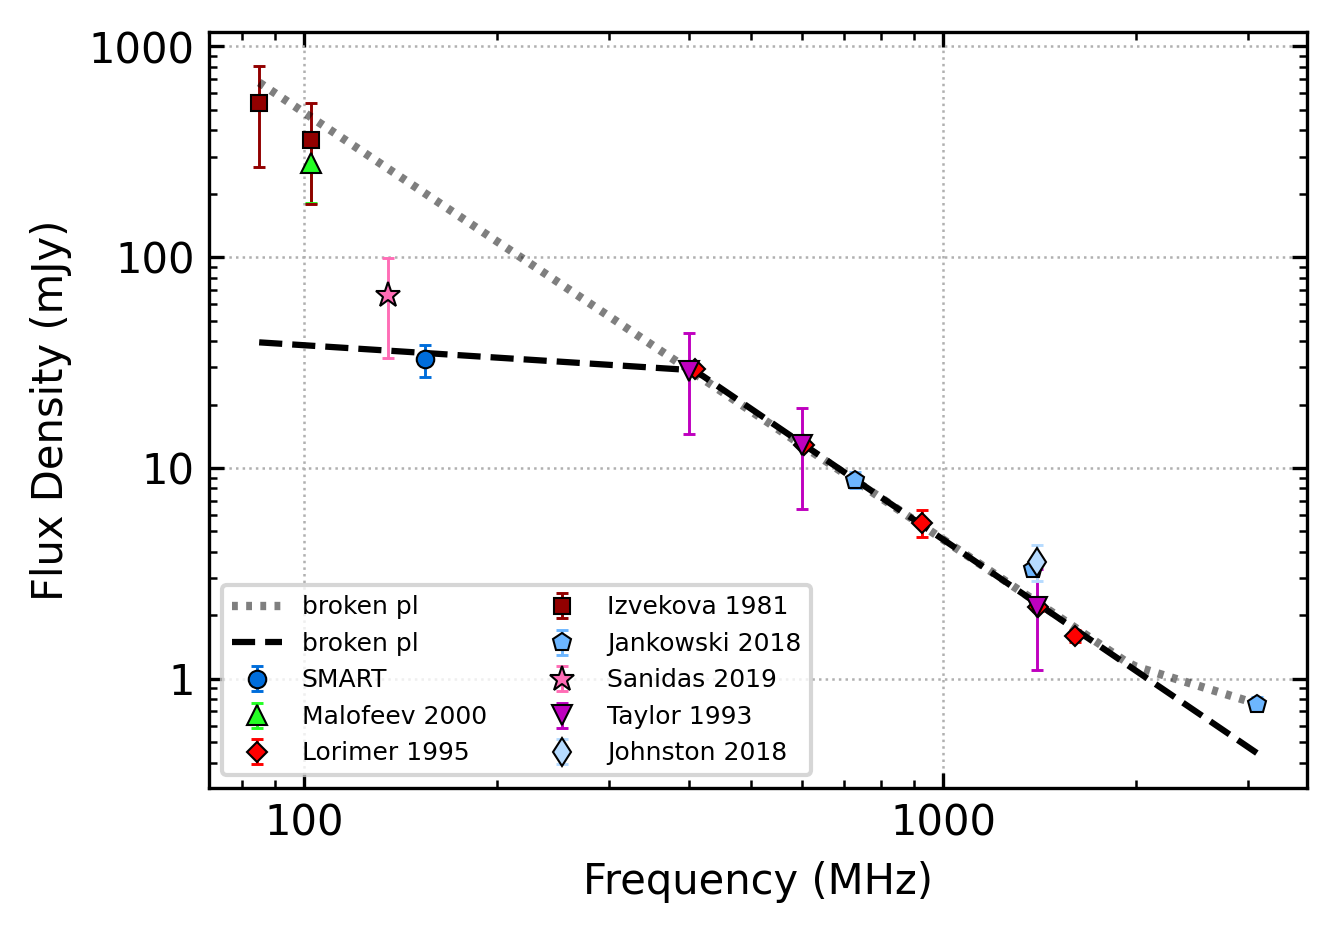 1000
100
10
1
Flux Density (mJy)
broken pl
broken pl
SMART
Malofeev 2000
Lorimer 1995
Izvekova 1981
Jankowski 2018
Sanidas 2019
Taylor 1993
Johnston 2018
100
1000
Frequency (MHz)